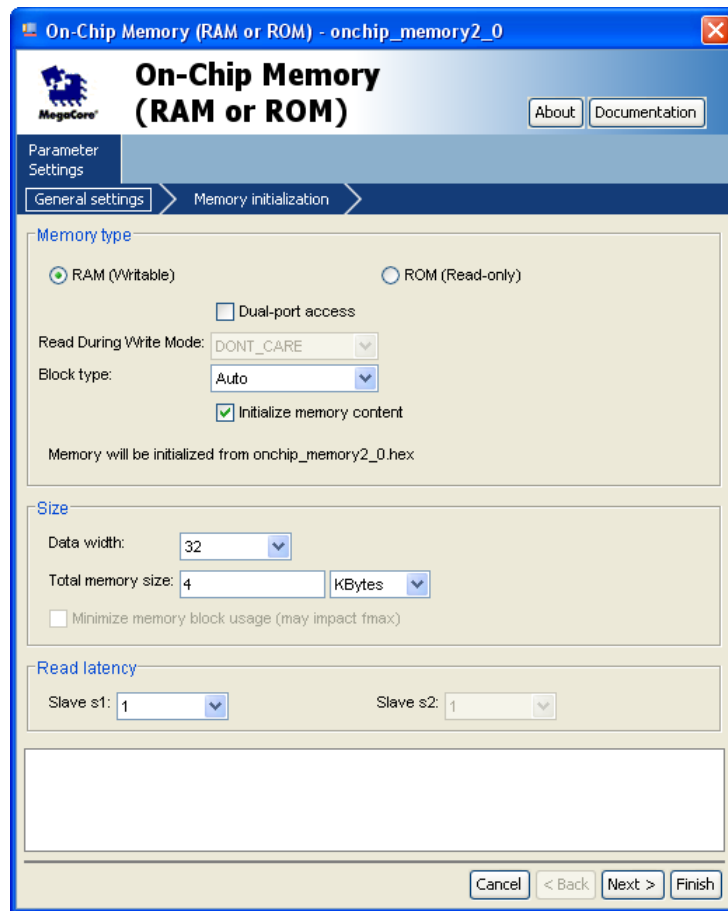 On-Chip Memory (RAM or ROM) - onchip_memory2_0
MegaCore®
On-Chip Memory
(RAM or ROM)
About
Documentation
Parameter
Settings
General settings
Memory initialization
Memory type
RAM (Writable)
ROM (Read-only)
Dual-port access
Read During Write Mode:
DONT_CARE
Block type:
Auto
Initialize memory content
Memory will be initialized from onchip_memory2_0.hex
Size
Data width:
32
Total memory size:
4
KBytes
Minimize memory block usage (may impact fmax)
Read latency
Slave s1:
1
Slave s2:
1
Cancel
< Back
Next >
Finish